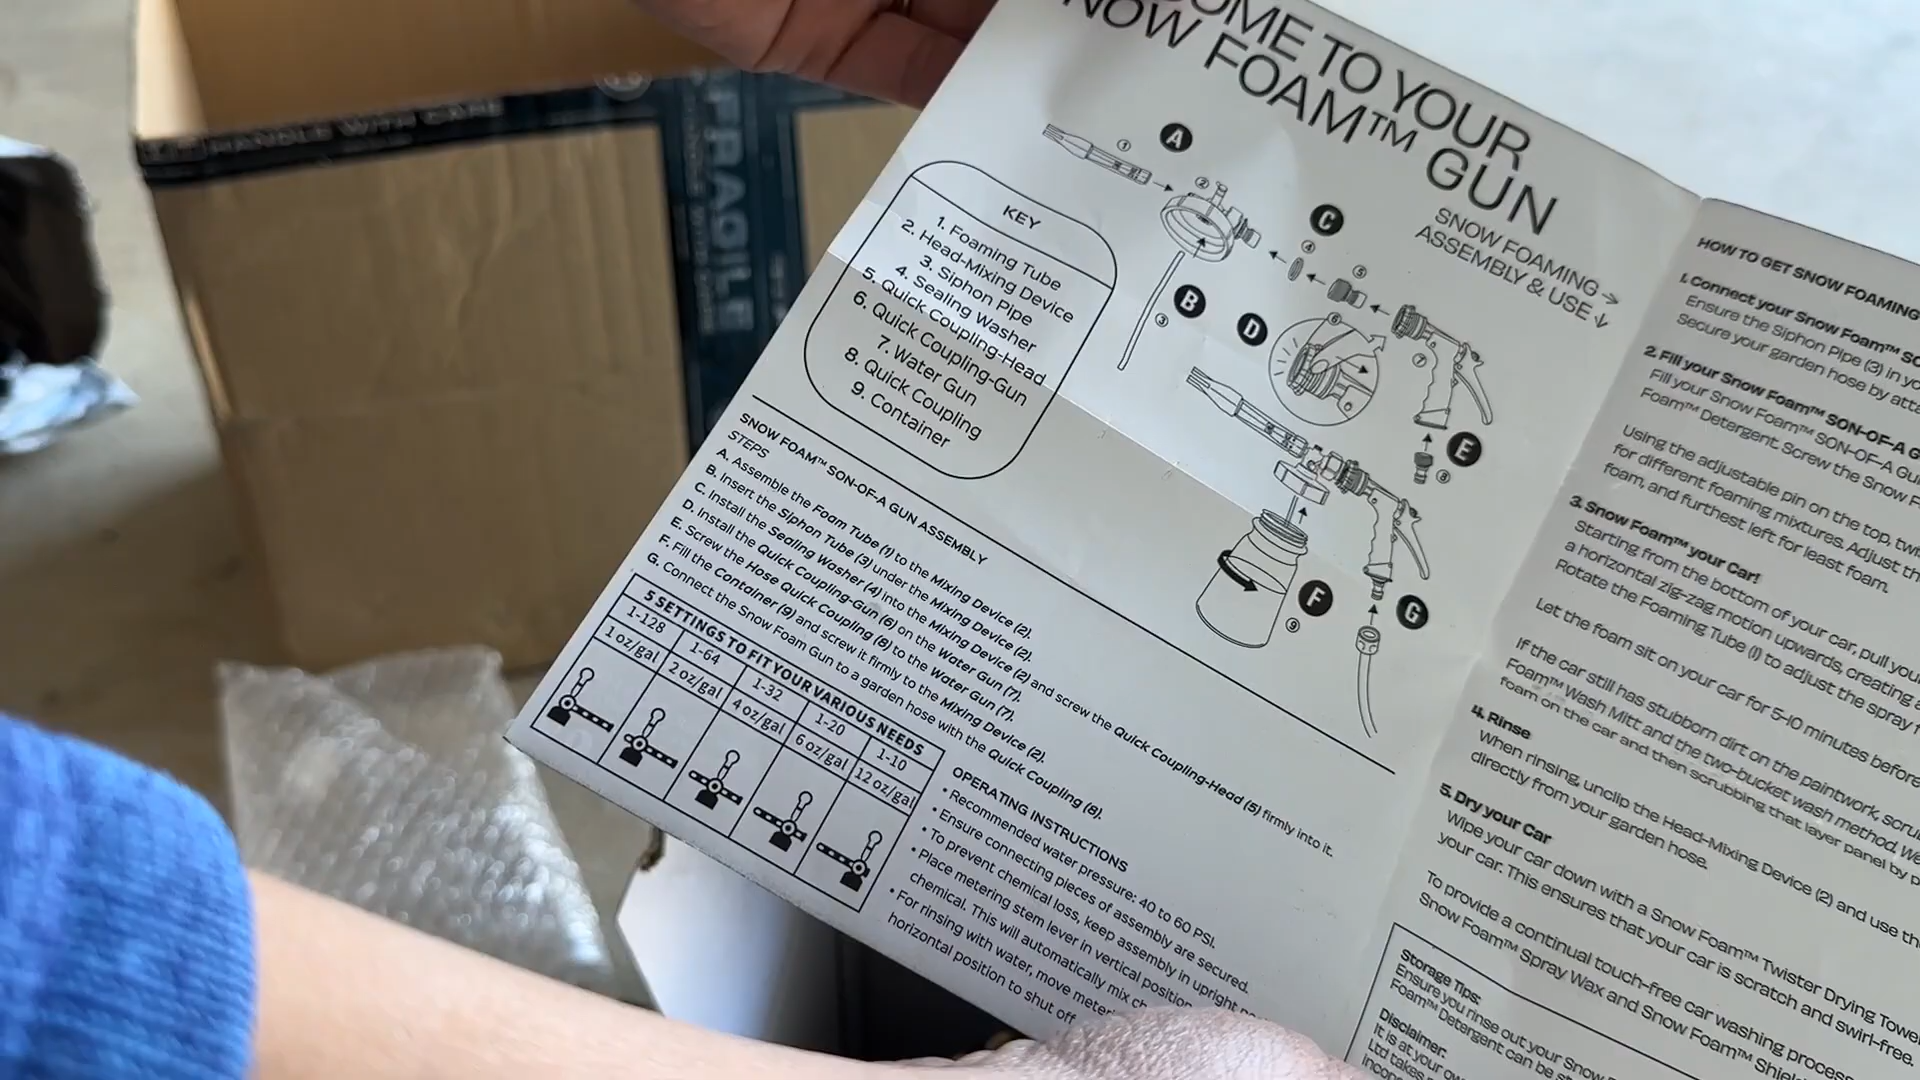 HANDLE WITH CARE
FRAGILE
TO YOUR
NOW FOAM™ GUN
SNOW FOAMING →
ASSEMBLY & USE ↓
A
B
C
D
E
F
G
1
2
3
4
5
6
7
8
9
KEY
1. Foaming Tube
2. Head-Mixing Device
3. Siphon Pipe
4. Sealing Washer
5. Quick Coupling-Head
6. Quick Coupling-Gun
7. Water Gun
8. Quick Coupling
9. Container
SNOW FOAM™ SON-OF-A GUN ASSEMBLY
STEPS
A. Assemble the Foam Tube (1) to the Mixing Device (2).
B. Insert the Siphon Tube (3) under the Mixing Device (2).
C. Install the Sealing Washer (4) into the Mixing Device (2) and screw the Quick Coupling-Head (5) firmly into it.
D. Install the Quick Coupling-Gun (6) on the Water Gun (7).
E. Screw the Hose Quick Coupling (8) to the Water Gun (7).
F. Fill the Container (9) and screw it firmly to the Mixing Device (2).
G. Connect the Snow Foam Gun to a garden hose with the Quick Coupling (8).
5 SETTINGS TO FIT YOUR VARIOUS NEEDS
1-128 1-64 1-32 1-20 1-10
1 oz/gal 2 oz/gal 4 oz/gal 6 oz/gal 12 oz/gal
OPERATING INSTRUCTIONS
• Recommended water pressure: 40 to 60 PSI.
• Ensure connecting pieces of assembly are secured.
• To prevent chemical loss, keep assembly in upright
• Place metering stem lever in vertical position
chemical. This will automatically mix
• For rinsing with water, move
horizontal position to shut off
HOW TO GET SNOW FOAMING
1. Connect your Snow Foam™
Ensure the Siphon Pipe (3) in
Secure your garden hose by
2. Fill your Snow Foam™ SON-OF-A
Fill your Snow Foam™ SON-OF-A
Foam™ Detergent. Screw the Snow
Using the adjustable pin on the top,
for different foaming mixtures. Adjust
foam, and furthest left for least foam.
3. Snow Foam™ your Car!
Starting from the bottom of your car, pull
a horizontal zig-zag motion upwards, creating
Rotate the Foaming Tube (1) to adjust the spray
Let the foam sit on your car for 5-10 minutes before
If the car still has stubborn dirt on the paintwork,
Foam™ Wash Mitt and the two-bucket wash method.
foam on the car and then scrubbing that layer panel by
4. Rinse
When rinsing, unclip the Head-Mixing Device (2) and use
directly from your garden hose.
5. Dry your Car
Wipe your car down with a Snow Foam™ Twister Drying
your car. This ensures that your car is scratch and swirl-free.
To provide a continual touch-free car washing
Snow Foam™ Spray Wax and Snow Foam™
Storage Tips:
Ensure you rinse out your Snow
Foam™ Detergent can be
Disclaimer:
It is at your
Ltd takes